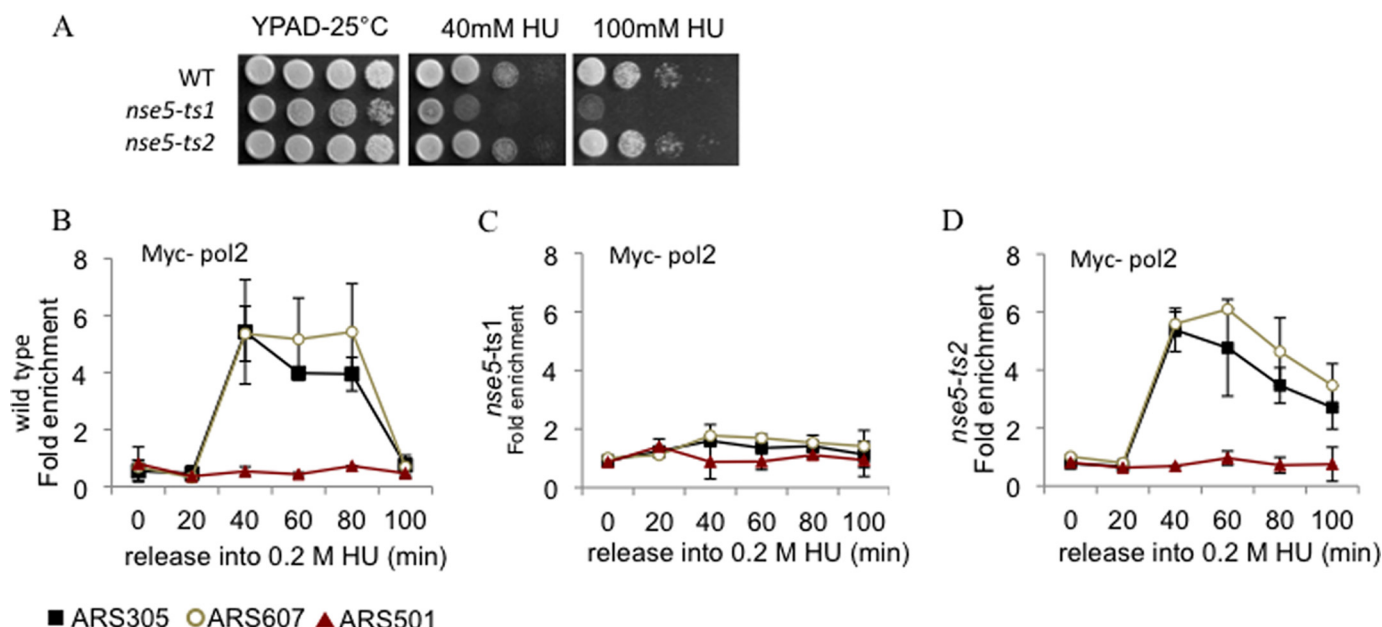 A
YPAD-25°C 40mM HU 100mM HU
WT
nse5-ts1
nse5-ts2
B
Myc- pol2
wild type
Fold enrichment
8
6
4
2
0
0 20 40 60 80 100
release into 0.2 M HU (min)
C
Myc- pol2
nse5-ts1
Fold enrichment
8
6
4
2
0
0 20 40 60 80 100
release into 0.2 M HU (min)
D
Myc- pol2
nse5-ts2
Fold enrichment
8
6
4
2
0
0 20 40 60 80 100
release into 0.2 M HU (min)
ARS305 ARS607 ARS501